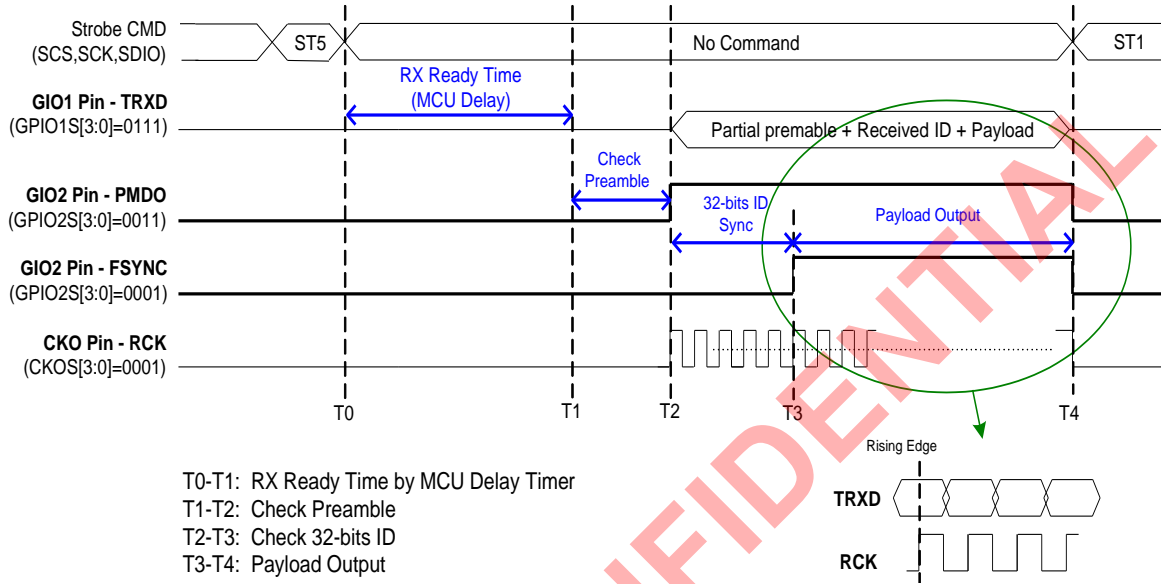 Strobe CMD
(SCS,SCK,SDIO)
ST5
No Command
ST1
RX Ready Time
(MCU Delay)
GIO1 Pin - TRXD
(GPIO1S[3:0]=0111)
Partial premable + Received ID + Payload
Check
Preamble
GIO2 Pin - PMDO
(GPIO2S[3:0]=0011)
32-bits ID
Sync
Payload Output
GIO2 Pin - FSYNC
(GPIO2S[3:0]=0001)
CKO Pin - RCK
(CKOS[3:0]=0001)
T0
T1
T2
T3
T4
Rising Edge
T0-T1: RX Ready Time by MCU Delay Timer
T1-T2: Check Preamble
T2-T3: Check 32-bits ID
T3-T4: Payload Output
TRXD
RCK
NFIDENTIAL